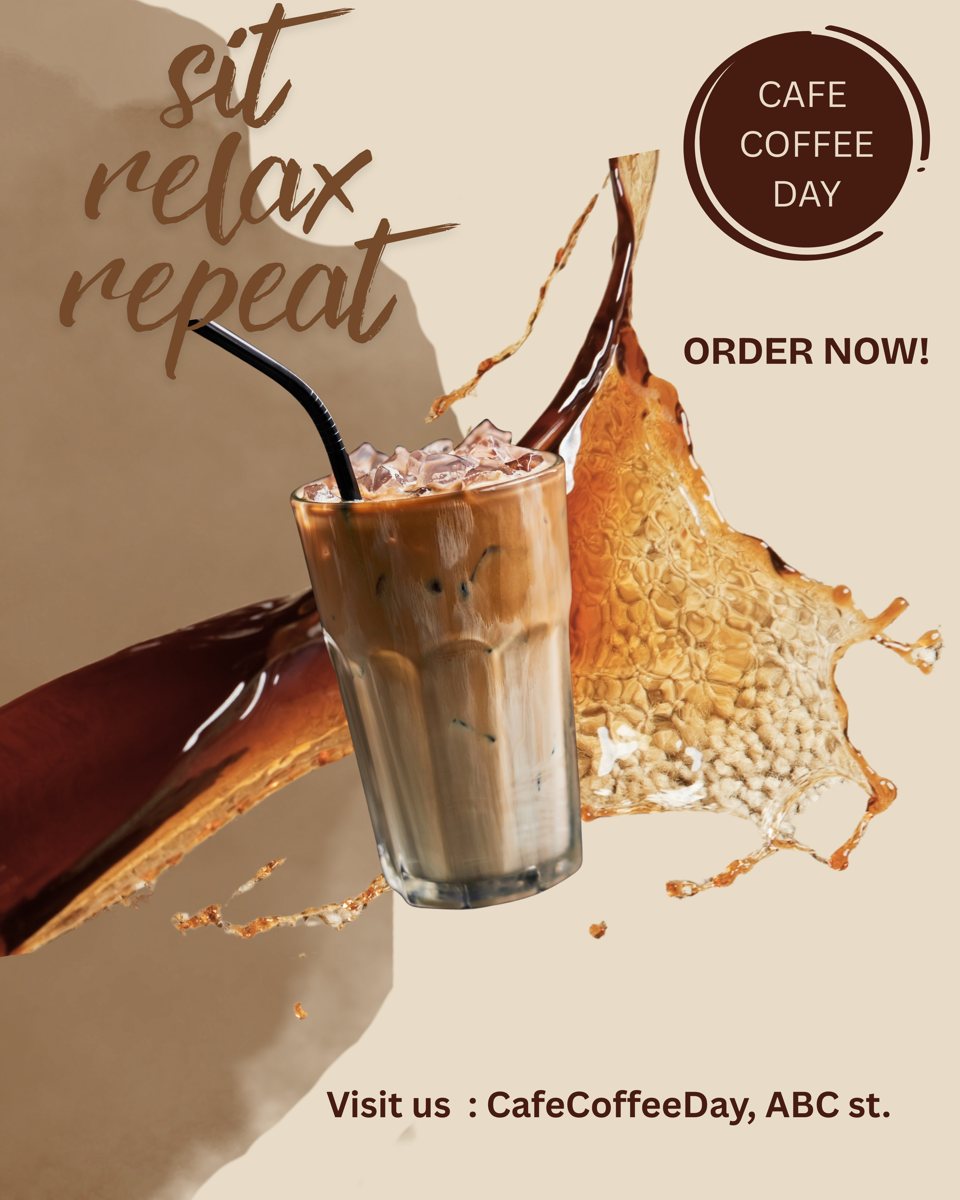 sit
relax
repeat
CAFE
COFFEE
DAY
ORDER NOW!
Visit us : CafeCoffeeDay, ABC st.